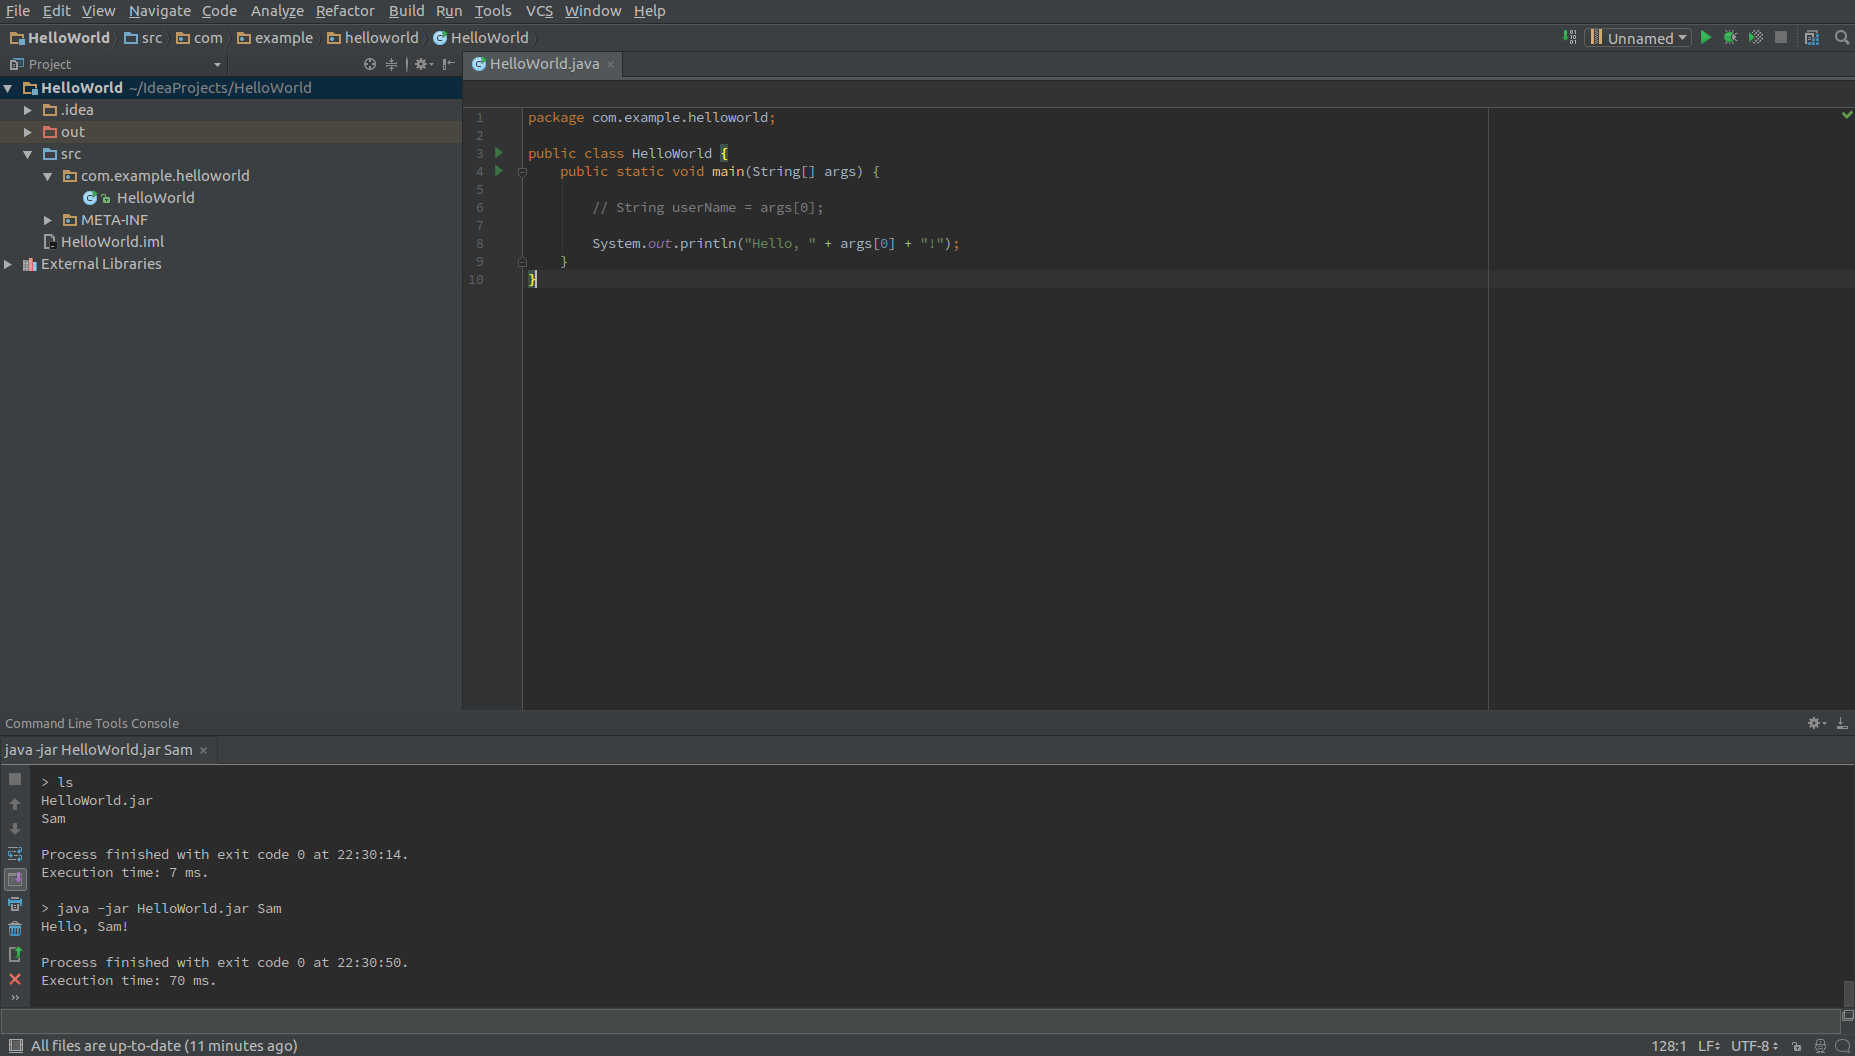 File Edit View Navigate Code Analyze Refactor Build Run Tools VCS Window Help
HelloWorld src com example helloworld HelloWorld
Unnamed
Project
HelloWorld.java
HelloWorld ~/IdeaProjects/HelloWorld
.idea
out
src
com.example.helloworld
HelloWorld
META-INF
HelloWorld.iml
External Libraries
1 package com.example.helloworld;
2
3 public class HelloWorld {
4 public static void main(String[] args) {
5
6 // String userName = args[0];
7
8 System.out.println("Hello, " + args[0] + "!");
9 }
10 }
Command Line Tools Console
java -jar HelloWorld.jar Sam
> ls
HelloWorld.jar
Sam
Process finished with exit code 0 at 22:30:14.
Execution time: 7 ms.
> java -jar HelloWorld.jar Sam
Hello, Sam!
Process finished with exit code 0 at 22:30:50.
Execution time: 70 ms.
All files are up-to-date (11 minutes ago)
128:1 LF UTF-8